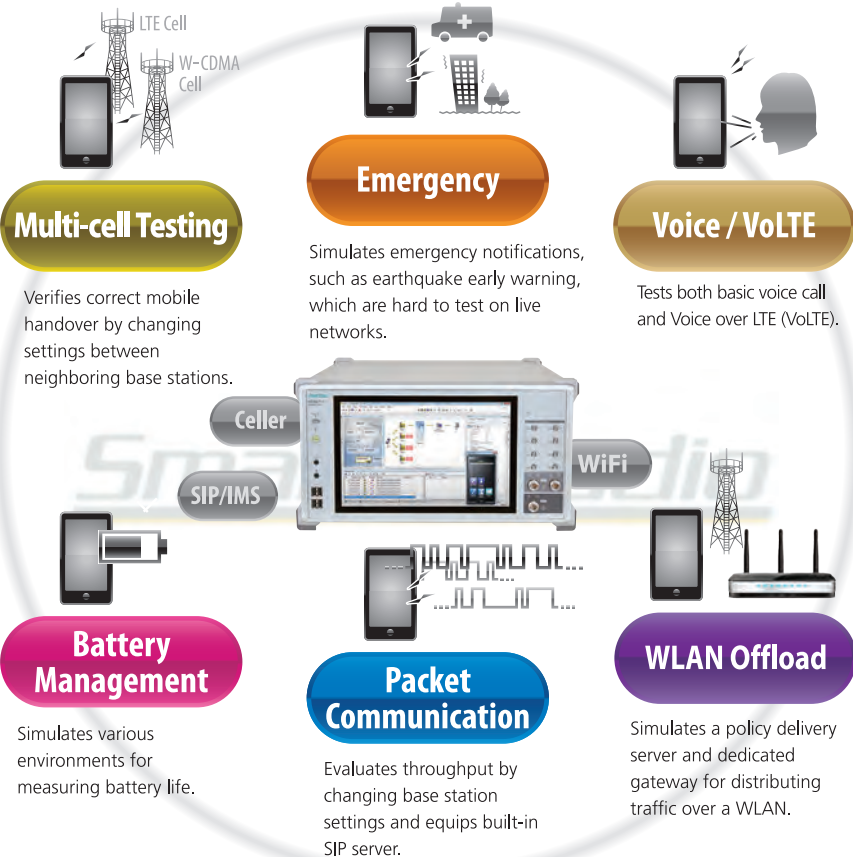 LTE Cell
W-CDMA
Cell
Multi-cell Testing
Verifies correct mobile
handover by changing
settings between
neighboring base stations.
Emergency
Simulates emergency notifications,
such as earthquake early warning,
which are hard to test on live
networks.
Voice / VoLTE
Tests both basic voice call
and Voice over LTE (VoLTE).
Celler
SIP/IMS
WiFi
Battery
Management
Simulates various
environments for
measuring battery life.
Packet
Communication
Evaluates throughput by
changing base station
settings and equips built-in
SIP server.
WLAN Offload
Simulates a policy delivery
server and dedicated
gateway for distributing
traffic over a WLAN.